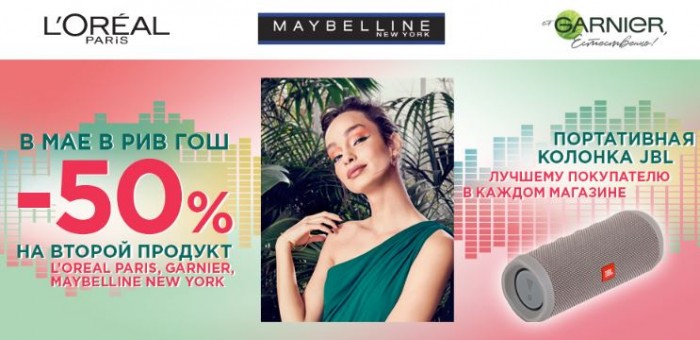 L'ORÉAL
PARIS
MAYBELLINE
NEW YORK
от GARNIER,
Естественно!
В МАЕ В РИВ ГОШ
-50%
НА ВТОРОЙ ПРОДУКТ
L'OREAL PARIS, GARNIER,
MAYBELLINE NEW YORK
ПОРТАТИВНАЯ
КОЛОНКА JBL
ЛУЧШЕМУ ПОКУПАТЕЛЮ
В КАЖДОМ МАГАЗИНЕ
JBL